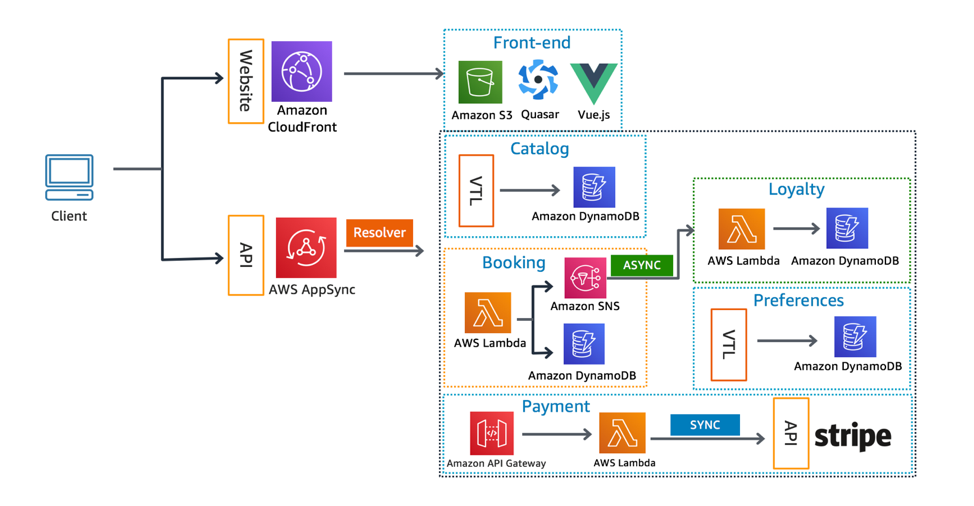 Front-end
Website
Amazon
CloudFront
Amazon S3
Quasar
Vue.js
Client
API
AWS AppSync
Resolver
Catalog
VTL
Amazon DynamoDB
Booking
AWS Lambda
Amazon SNS
Amazon DynamoDB
ASYNC
Loyalty
AWS Lambda
Amazon DynamoDB
Preferences
VTL
Amazon DynamoDB
Payment
Amazon API Gateway
AWS Lambda
SYNC
API
stripe